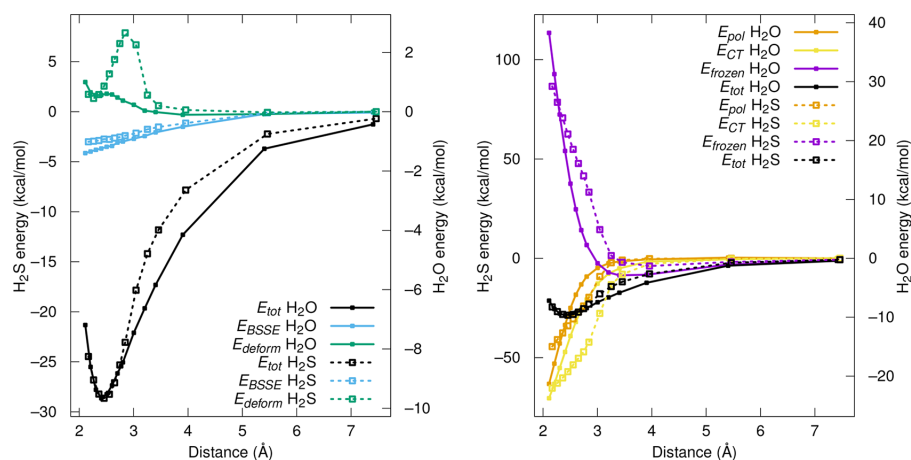 5
0
−5
−10
−15
−20
−25
−30
2
0
−2
−4
−6
−8
−10
2
3
4
5
6
7
H2S energy (kcal/mol)
H2O energy (kcal/mol)
Distance (Å)
Etot H2O
EBSSE H2O
Edeform H2O
Etot H2S
EBSSE H2S
Edeform H2S
100
50
0
−50
40
30
20
10
0
−10
−20
2
3
4
5
6
7
H2S energy (kcal/mol)
H2O energy (kcal/mol)
Distance (Å)
Epol H2O
ECT H2O
Efrozen H2O
Etot H2O
Epol H2S
ECT H2S
Efrozen H2S
Etot H2S